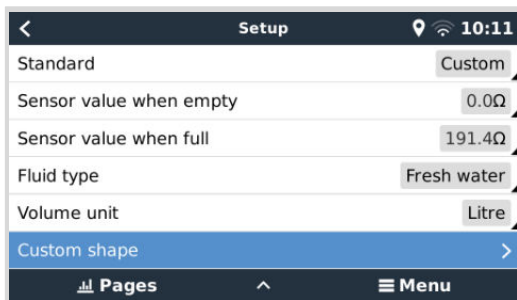 Setup 10:11
Standard Custom
Sensor value when empty 0.0Ω
Sensor value when full 191.4Ω
Fluid type Fresh water
Volume unit Litre
Custom shape
Pages Menu